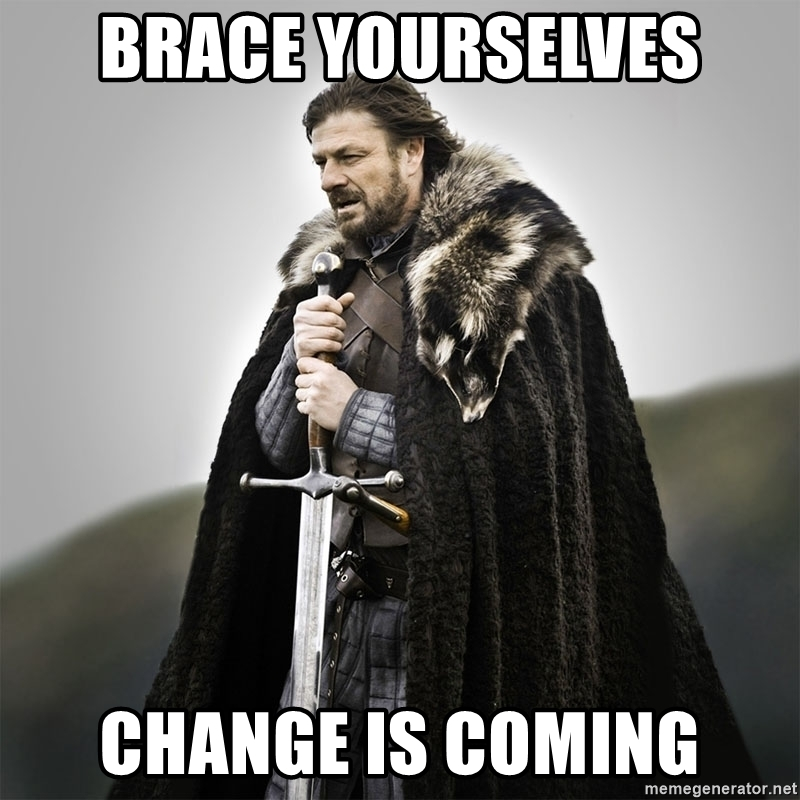 BRACE YOURSELVES
CHANGE IS COMING
memegenerator.net